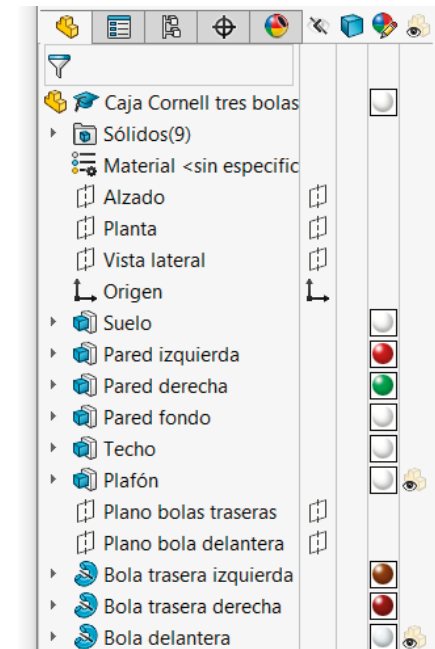 Caja Cornell tres bolas
Sólidos(9)
Material <sin especific
Alzado
Planta
Vista lateral
Origen
Suelo
Pared izquierda
Pared derecha
Pared fondo
Techo
Plafón
Plano bolas traseras
Plano bola delantera
Bola trasera izquierda
Bola trasera derecha
Bola delantera